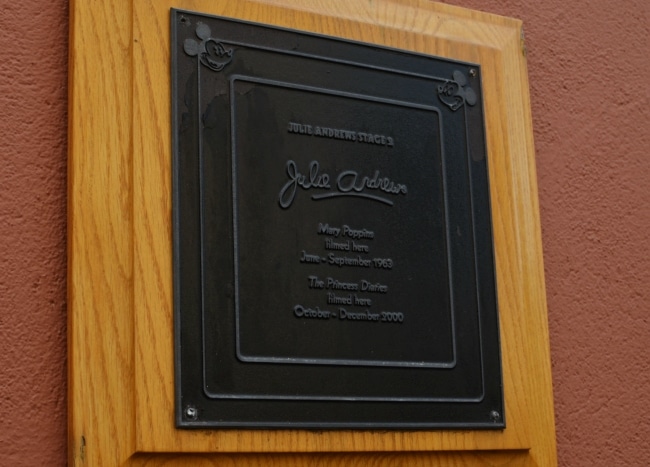 JULIE ANDREWS STAGE 2
Julie Andrews
Mary Poppins
filmed here
June - September 1963
The Princess Diaries
filmed here
October - December 2000